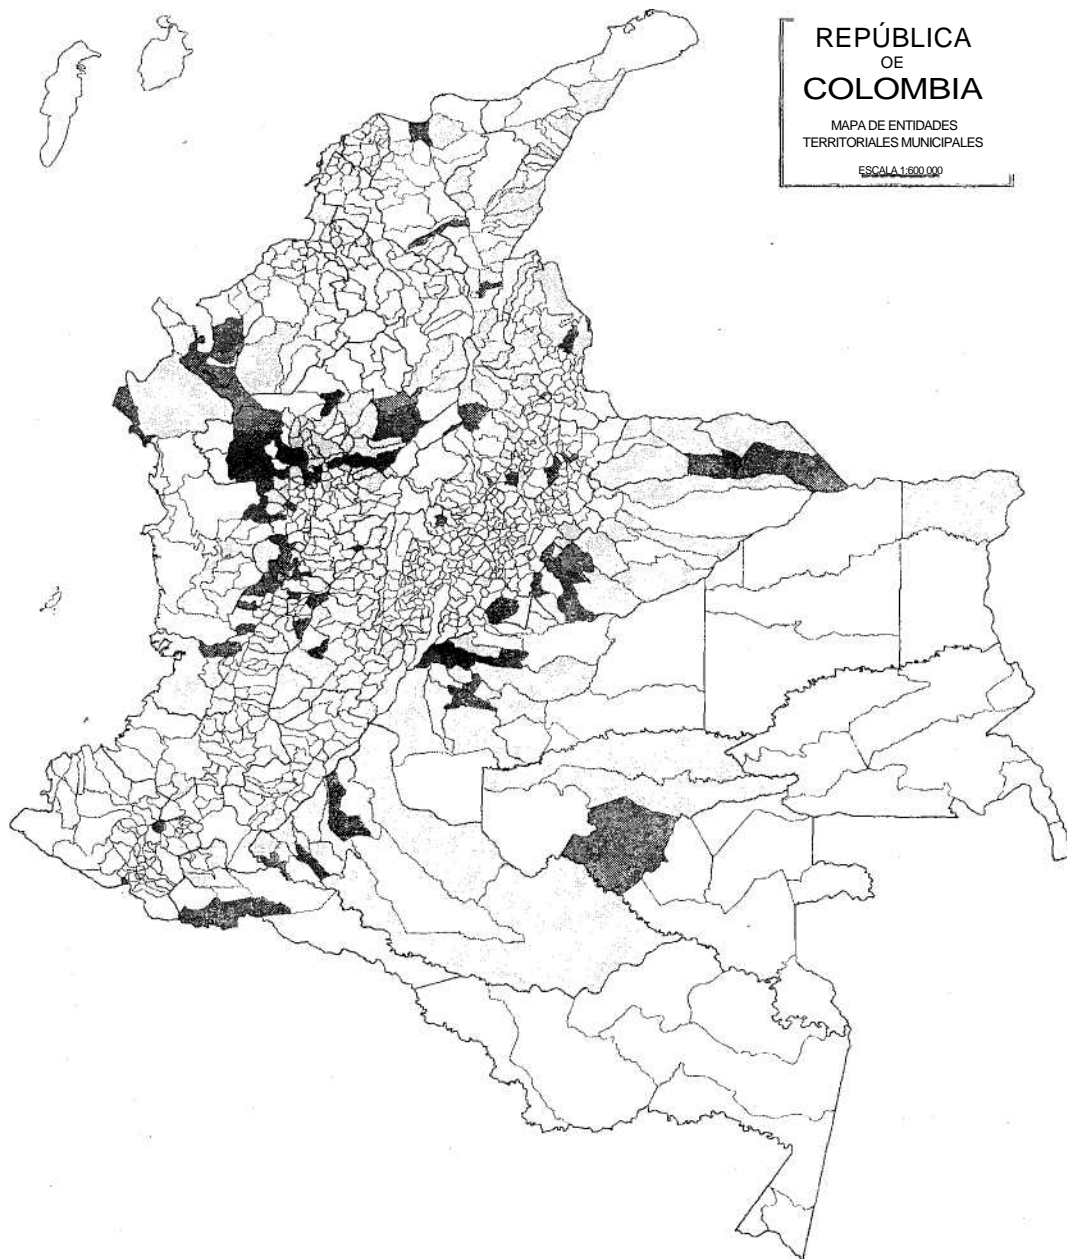 REPÚBLICA
OE
COLOMBIA
MAPA DE ENTIDADES
TERRITORIALES MUNICIPALES
ESCALA 1:600 000